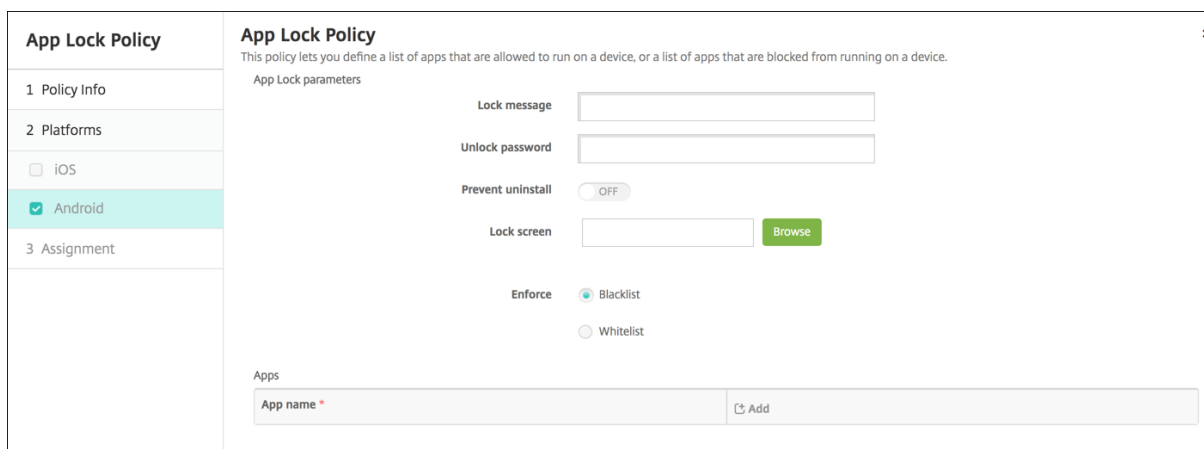 App Lock Policy
1 Policy Info
2 Platforms
iOS
Android
3 Assignment
App Lock Policy
This policy lets you define a list of apps that are allowed to run on a device, or a list of apps that are blocked from running on a device.
App Lock parameters
Lock message
Unlock password
Prevent uninstall OFF
Lock screen Browse
Enforce Blacklist
Whitelist
Apps
App name * Add